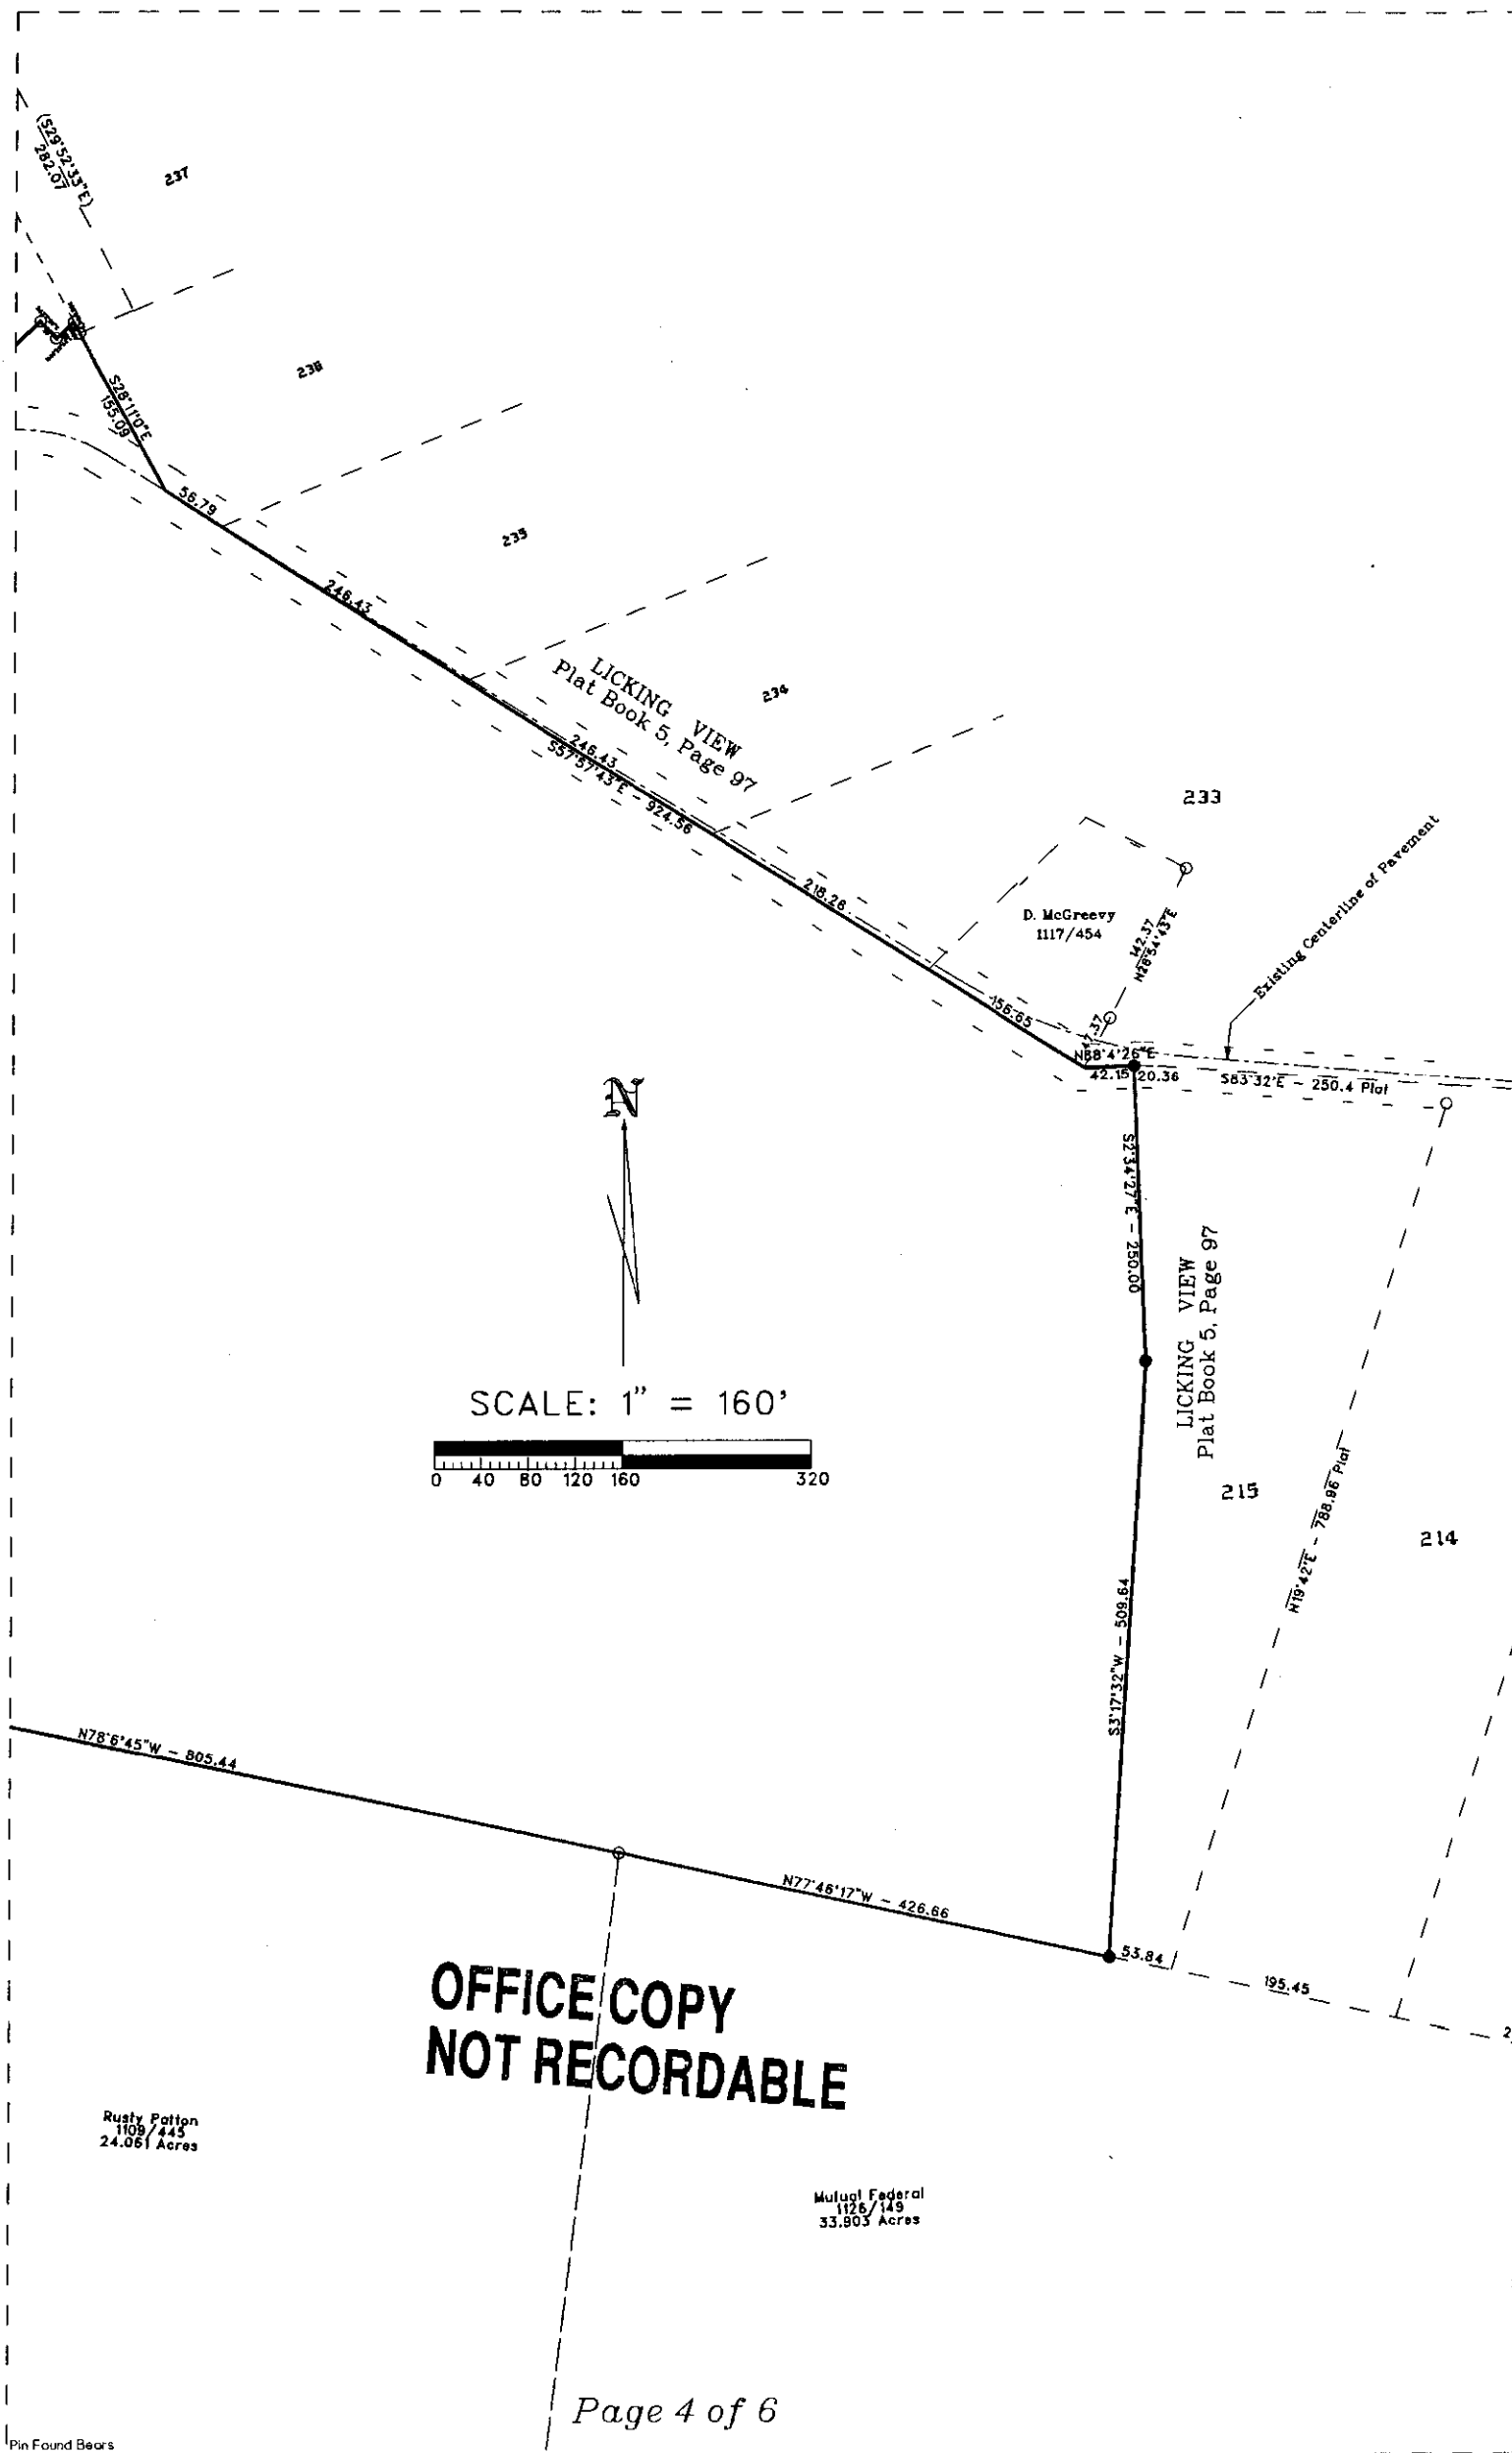 (S29°52'33"E)
282.07
237
238
S28°11'0"E
155.09
56.79
235
246.43
LICKING VIEW
Plat Book 5, Page 97
234
246.43
S57°57'43"E - 924.56
233
218.26
D. McGreevy
1117/454
142.37
N28°54'43"E
Existing Centerline of Pavement
156.65
47.37
N88°4'26"E
42.15
20.36
S83°32'E - 250.4 Plat
N
S2°34'27"E - 250.00
LICKING VIEW
Plat Book 5, Page 97
SCALE: 1" = 160'
0 40 80 120 160 320
215
N19°42'E - 788.96 Plat
214
S3°17'32"W - 509.64
N78°6'45"W - 805.44
N77°46'17"W - 426.66
53.84
195.45
2
OFFICE COPY
NOT RECORDABLE
Rusty Patton
1109/445
24.061 Acres
Mutual Federal
1126/149
33.903 Acres
Page 4 of 6
Pin Found Bears